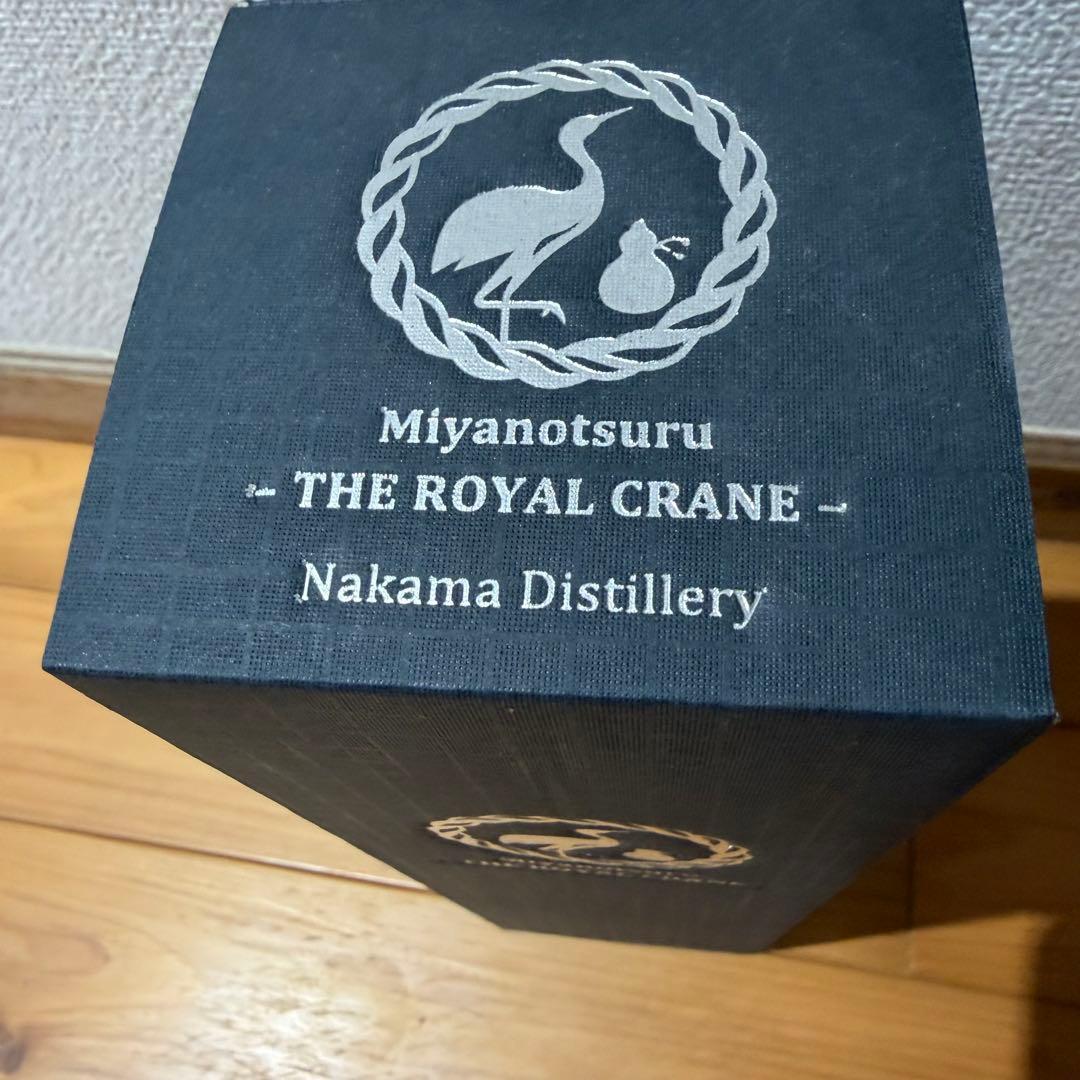 Miyanotsuru
- THE ROYAL CRANE -
Nakama Distillery